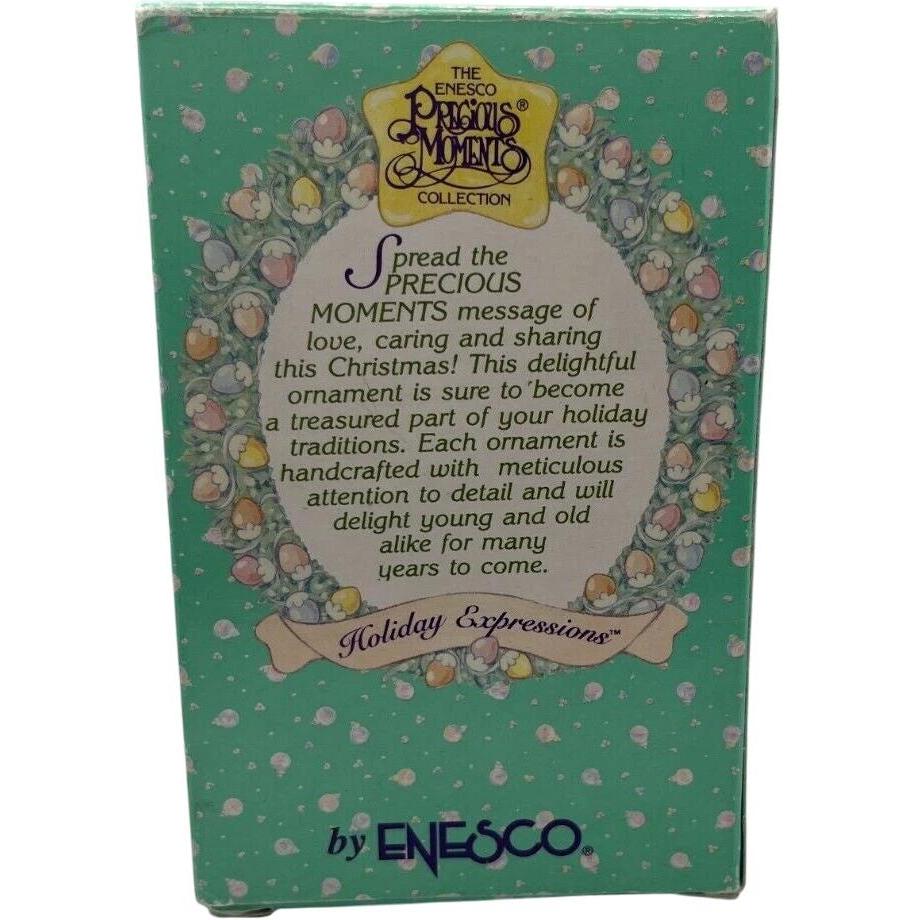 THE
ENESCO
PRECIOUS®
MOMENTS
COLLECTION
Spread the
PRECIOUS
MOMENTS message of
love, caring and sharing
this Christmas! This delightful
ornament is sure to become
a treasured part of your holiday
traditions. Each ornament is
handcrafted with meticulous
attention to detail and will
delight young and old
alike for many
years to come.
Holiday Expressions™
by ENESCO®